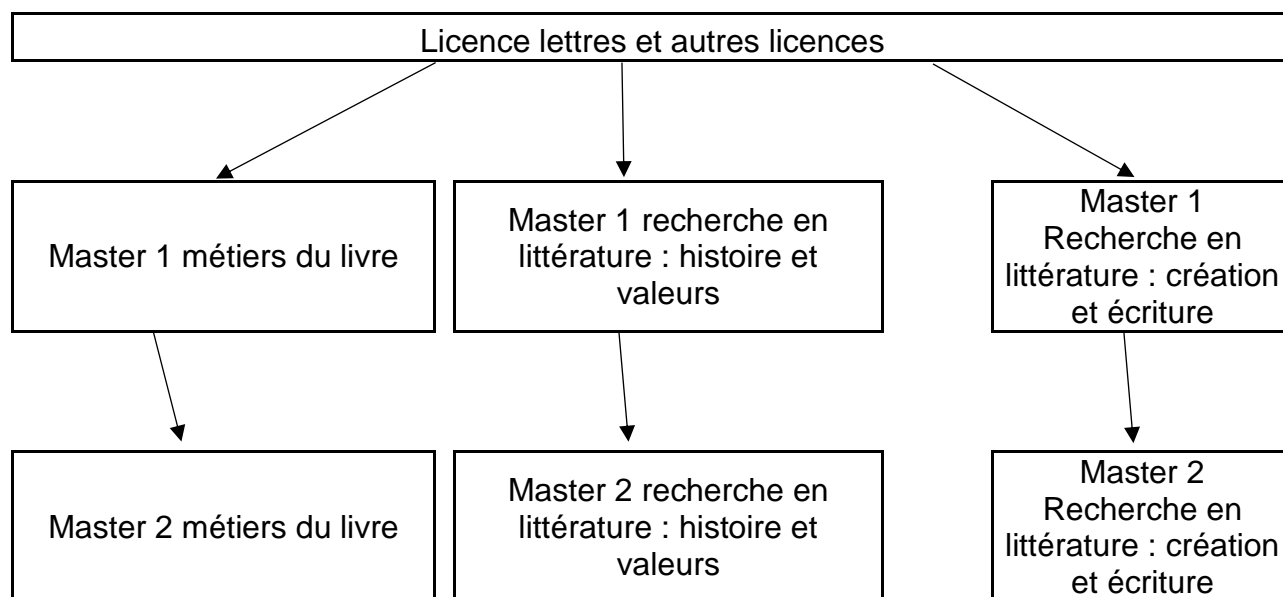 Licence lettres et autres licences
Master 1 métiers du livre
Master 1 recherche en
littérature : histoire et
valeurs
Master 1
Recherche en
littérature : création
et écriture
Master 2 métiers du livre
Master 2 recherche en
littérature : histoire et
valeurs
Master 2
Recherche en
littérature : création
et écriture